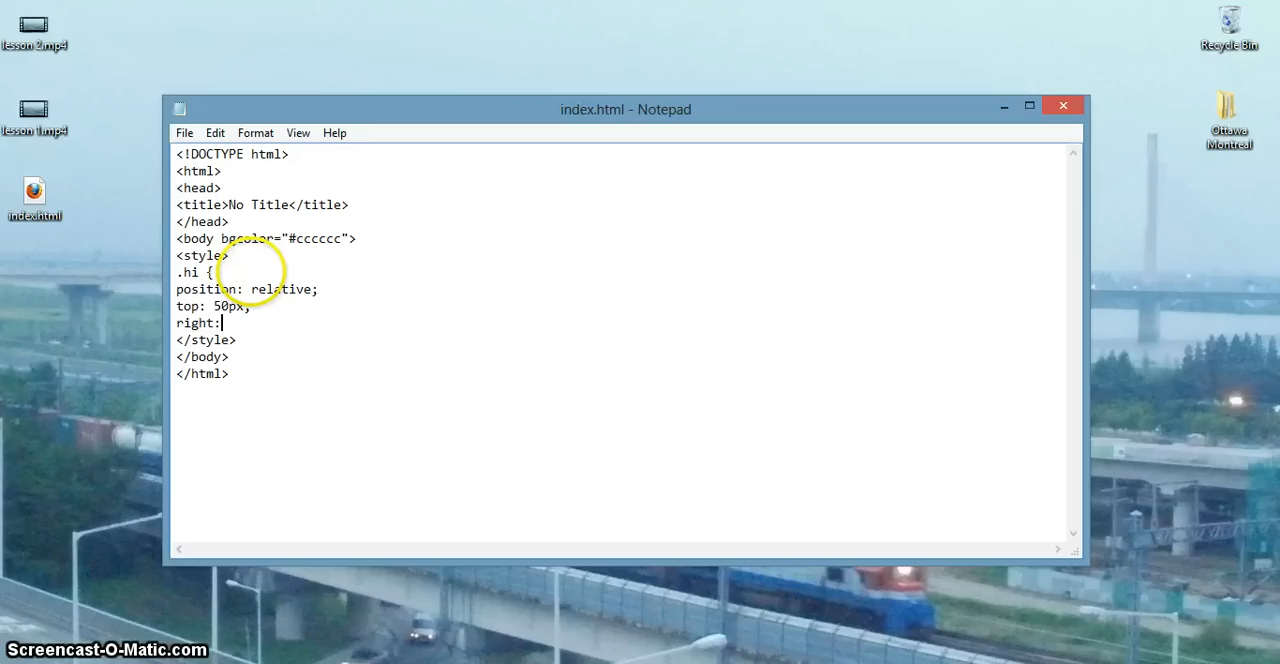 lesson 2.mp4
lesson 1.mp4
index.html
Recycle Bin
Ottawa
Montreal
index.html - Notepad
File Edit Format View Help
<!DOCTYPE html>
<html>
<head>
<title>No Title</title>
</head>
<body bgcolor="#cccccc">
<style>
.hi {
position: relative;
top: 50px;
right:
</style>
</body>
</html>
Screencast-O-Matic.com